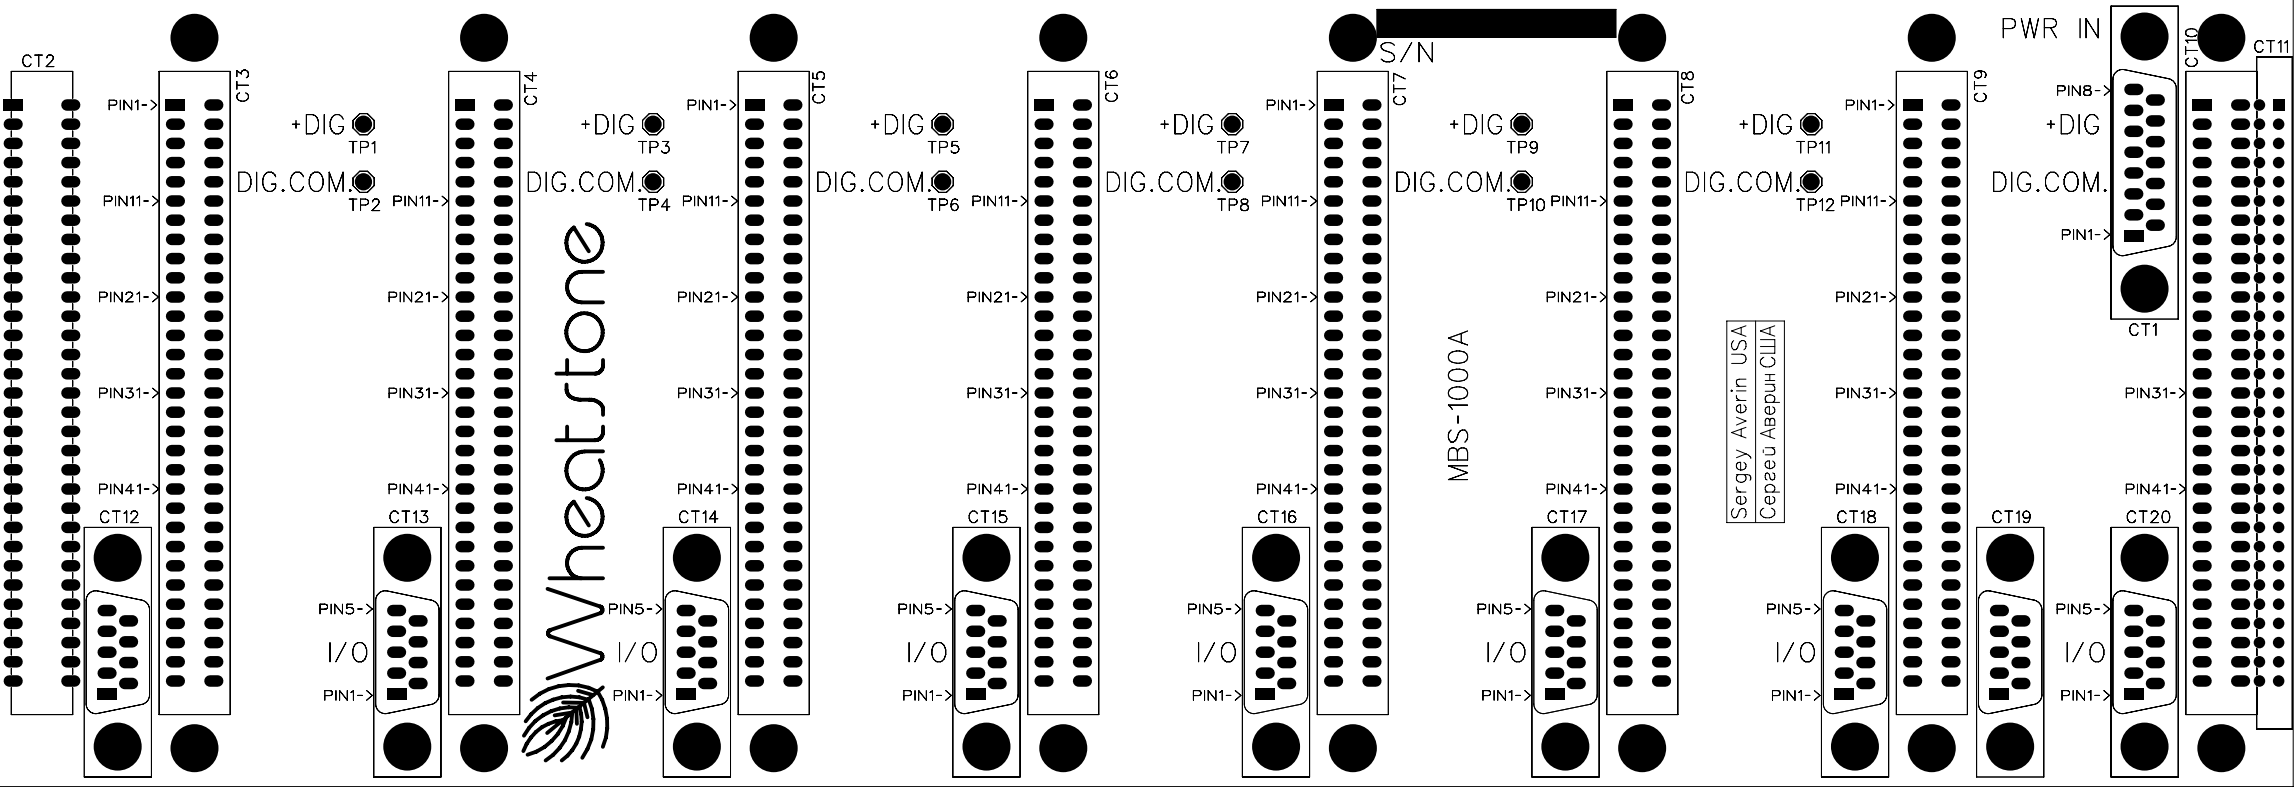 CT2
CT3
CT4
CT5
CT6
S/N
CT7
CT8
CT9
PWR IN
CT10
CT11
PIN1->
PIN1->
PIN1->
PIN1->
PIN8->
+DIG
TP1
+DIG
TP3
+DIG
TP5
+DIG
TP7
+DIG
TP9
+DIG
TP11
+DIG
DIG.COM.
TP2
DIG.COM.
TP4
DIG.COM.
TP6
DIG.COM.
TP8
DIG.COM.
TP10
DIG.COM.
TP12
DIG.COM.
PIN11->
PIN11->
PIN11->
PIN11->
PIN11->
PIN11->
PIN11->
PIN1->
PIN21->
PIN21->
PIN21->
PIN21->
PIN21->
PIN21->
PIN21->
CT1
PIN31->
PIN31->
PIN31->
PIN31->
PIN31->
PIN31->
PIN31->
PIN31->
Wheatstone
MBS-1000A
Sergey Averin USA
Сергей Аверин США
PIN41->
PIN41->
PIN41->
PIN41->
PIN41->
PIN41->
PIN41->
PIN41->
CT12
CT13
CT14
CT15
CT16
CT17
CT18
CT19
CT20
PIN5->
PIN5->
PIN5->
PIN5->
PIN5->
PIN5->
PIN5->
I/O
I/O
I/O
I/O
I/O
I/O
I/O
PIN1->
PIN1->
PIN1->
PIN1->
PIN1->
PIN1->
PIN1->